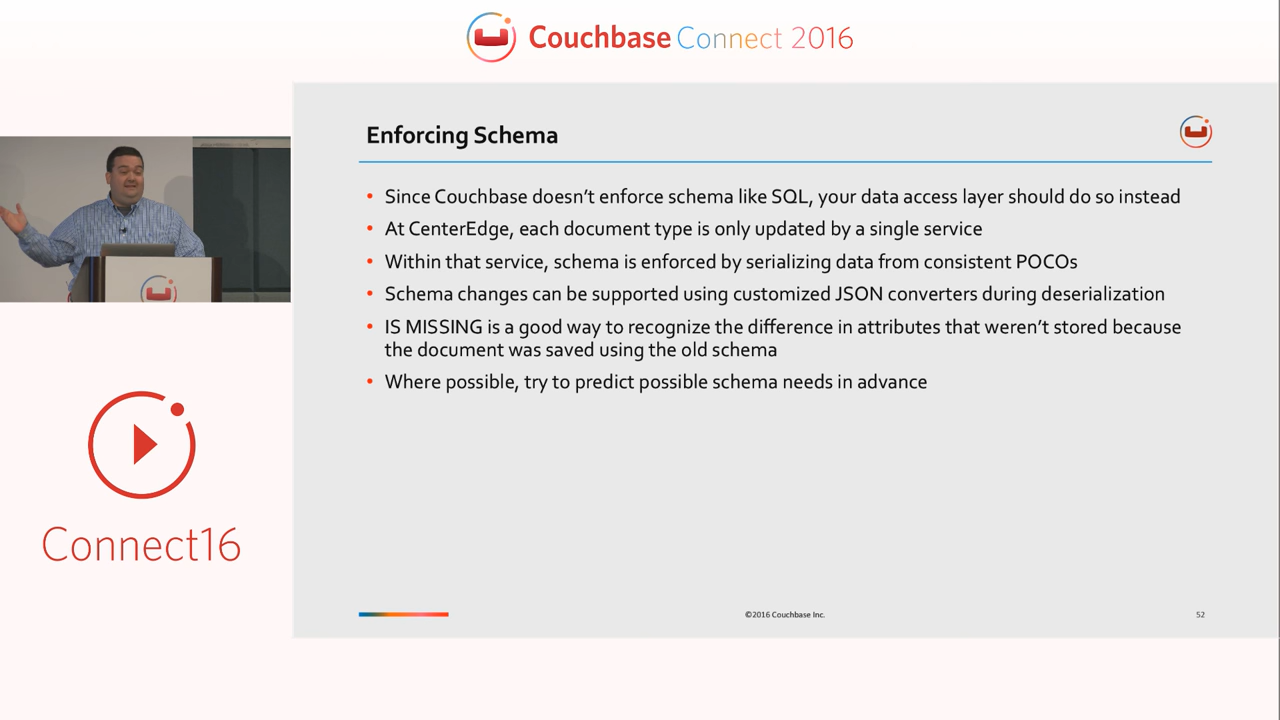 Couchbase Connect 2016
Enforcing Schema
• Since Couchbase doesn't enforce schema like SQL, your data access layer should do so instead
• At CenterEdge, each document type is only updated by a single service
• Within that service, schema is enforced by serializing data from consistent POCOs
• Schema changes can be supported using customized JSON converters during deserialization
• IS MISSING is a good way to recognize the difference in attributes that weren't stored because
the document was saved using the old schema
• Where possible, try to predict possible schema needs in advance
Connect16
©2016 Couchbase Inc.
52